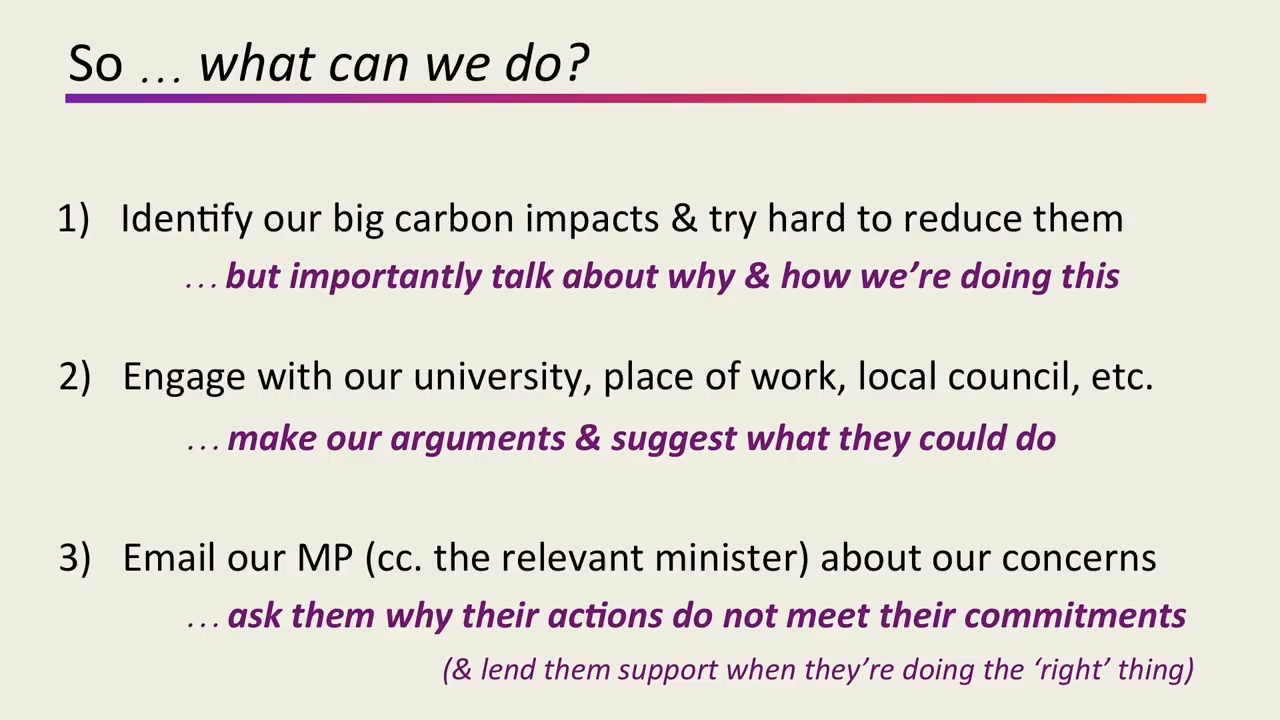 So … what can we do?
1) Identify our big carbon impacts & try hard to reduce them
…but importantly talk about why & how we’re doing this
2) Engage with our university, place of work, local council, etc.
…make our arguments & suggest what they could do
3) Email our MP (cc. the relevant minister) about our concerns
…ask them why their actions do not meet their commitments
(& lend them support when they’re doing the ‘right’ thing)